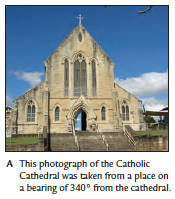 A This photograph of the Catholic
Cathedral was taken from a place on
a bearing of 340° from the cathedral.